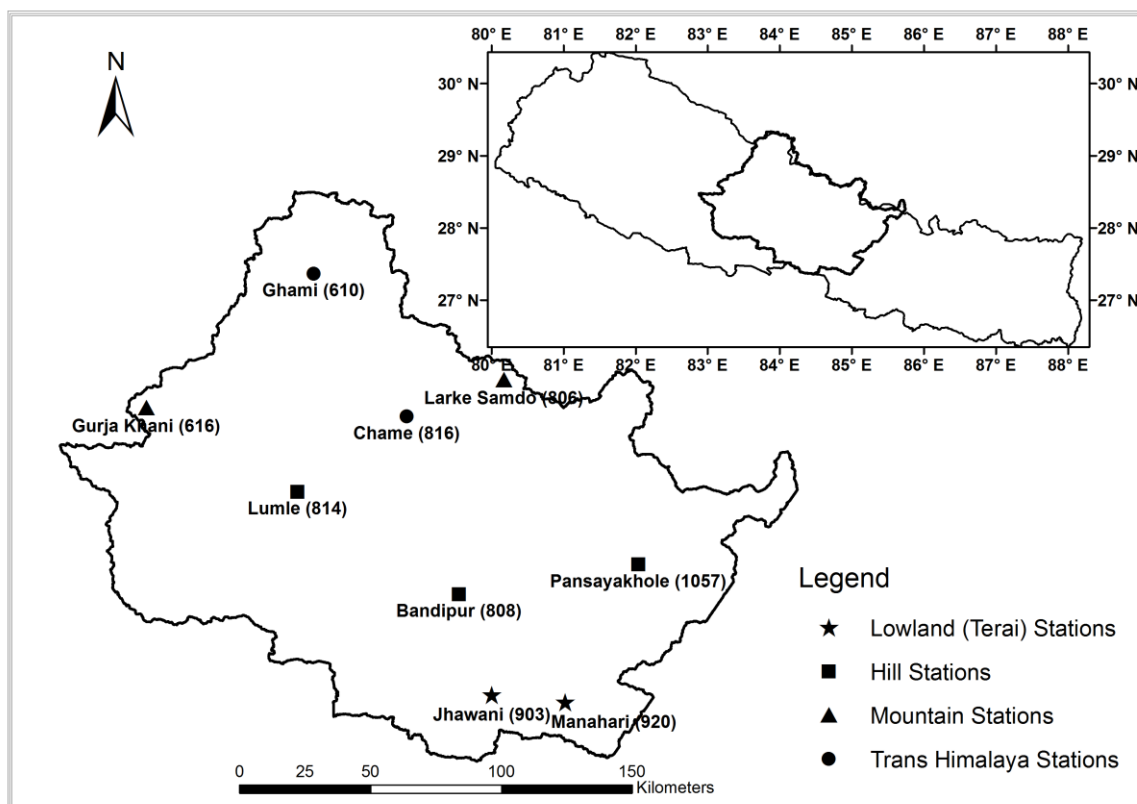 80° E 81° E 82° E 83° E 84° E 85° E 86° E 87° E 88° E
N
30° N 30° N
29° N 29° N
28° N 28° N
27° N 27° N
80° E 81° E 82° E 83° E 84° E 85° E 86° E 87° E 88° E
Ghami (610)
Larke Samdo (806)
Gurja Khani (616)
Chame (816)
Lumle (814)
Pansayakhole (1057)
Bandipur (808)
Jhawani (903)
Manahari (920)
Legend
Lowland (Terai) Stations
Hill Stations
Mountain Stations
Trans Himalaya Stations
0 25 50 100 150
Kilometers